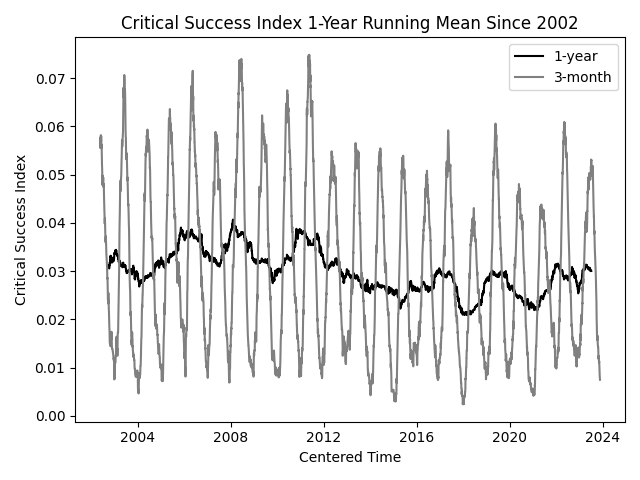 Critical Success Index 1-Year Running Mean Since 2002
1-year
3-month
0.07
0.06
0.05
0.04
0.03
0.02
0.01
0.00
Critical Success Index
2004 2008 2012 2016 2020 2024
Centered Time